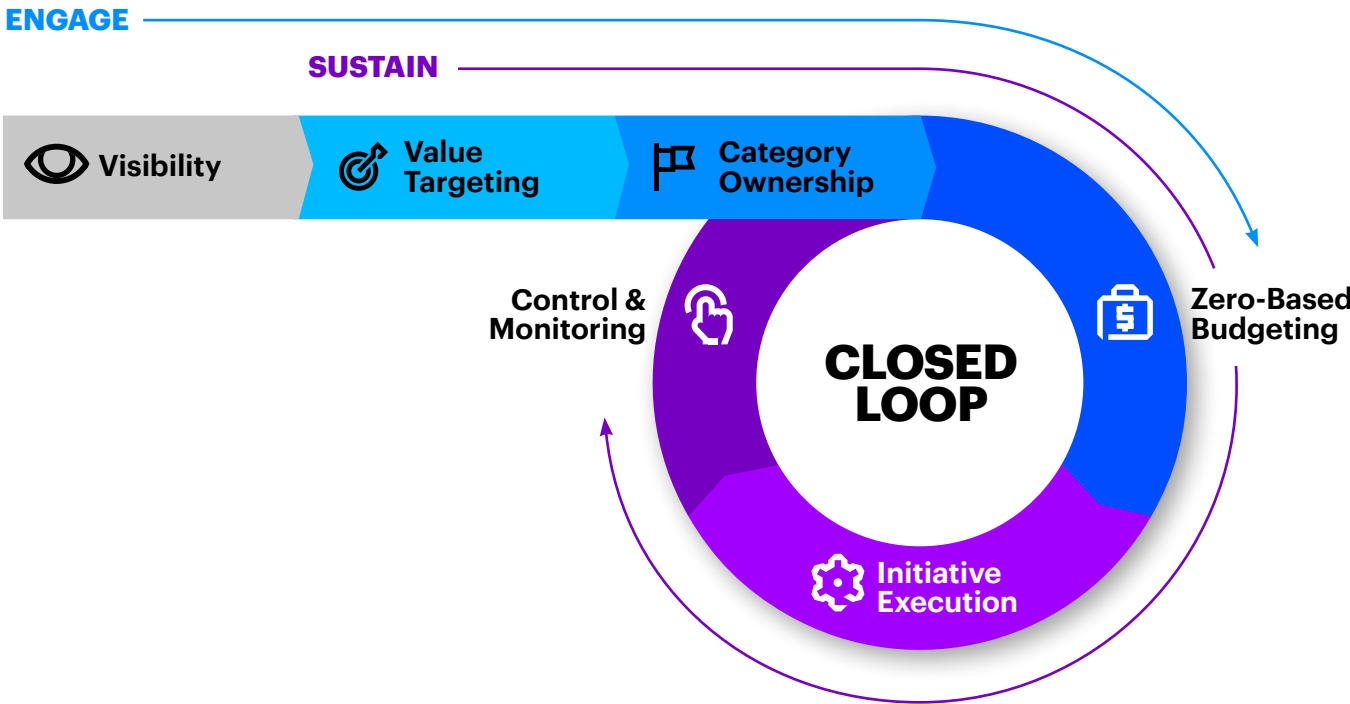 ENGAGE
SUSTAIN
Visibility
Value
Targeting
Category
Ownership
Control &
Monitoring
$
Zero-Based
Budgeting
CLOSED
LOOP
Initiative
Execution